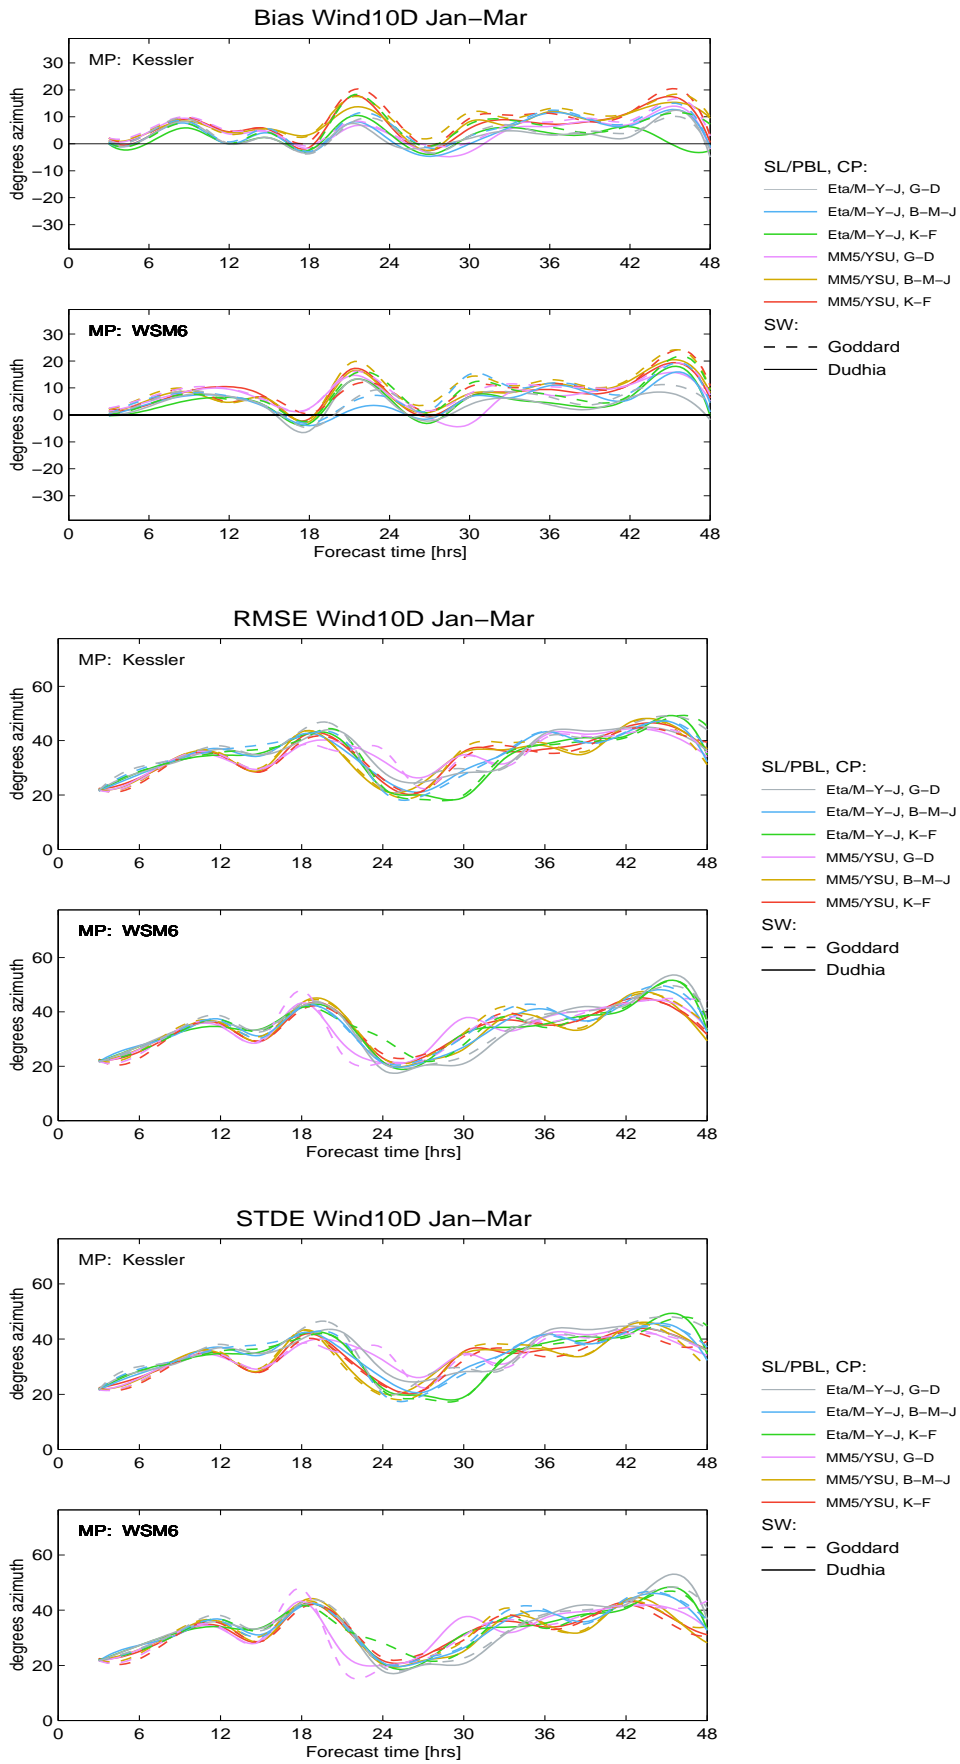 Bias Wind10D Jan−Mar
MP: Kessler
degrees azimuth
30
20
10
0
−10
−20
−30
0 6 12 18 24 30 36 42 48
MP: WSM6
degrees azimuth
30
20
10
0
−10
−20
−30
0 6 12 18 24 30 36 42 48
Forecast time [hrs]
SL/PBL, CP:
Eta/M−Y−J, G−D
Eta/M−Y−J, B−M−J
Eta/M−Y−J, K−F
MM5/YSU, G−D
MM5/YSU, B−M−J
MM5/YSU, K−F
SW:
Goddard
Dudhia
RMSE Wind10D Jan−Mar
MP: Kessler
degrees azimuth
60
40
20
0
0 6 12 18 24 30 36 42 48
MP: WSM6
degrees azimuth
60
40
20
0
0 6 12 18 24 30 36 42 48
Forecast time [hrs]
SL/PBL, CP:
Eta/M−Y−J, G−D
Eta/M−Y−J, B−M−J
Eta/M−Y−J, K−F
MM5/YSU, G−D
MM5/YSU, B−M−J
MM5/YSU, K−F
SW:
Goddard
Dudhia
STDE Wind10D Jan−Mar
MP: Kessler
degrees azimuth
60
40
20
0
0 6 12 18 24 30 36 42 48
MP: WSM6
degrees azimuth
60
40
20
0
0 6 12 18 24 30 36 42 48
Forecast time [hrs]
SL/PBL, CP:
Eta/M−Y−J, G−D
Eta/M−Y−J, B−M−J
Eta/M−Y−J, K−F
MM5/YSU, G−D
MM5/YSU, B−M−J
MM5/YSU, K−F
SW:
Goddard
Dudhia